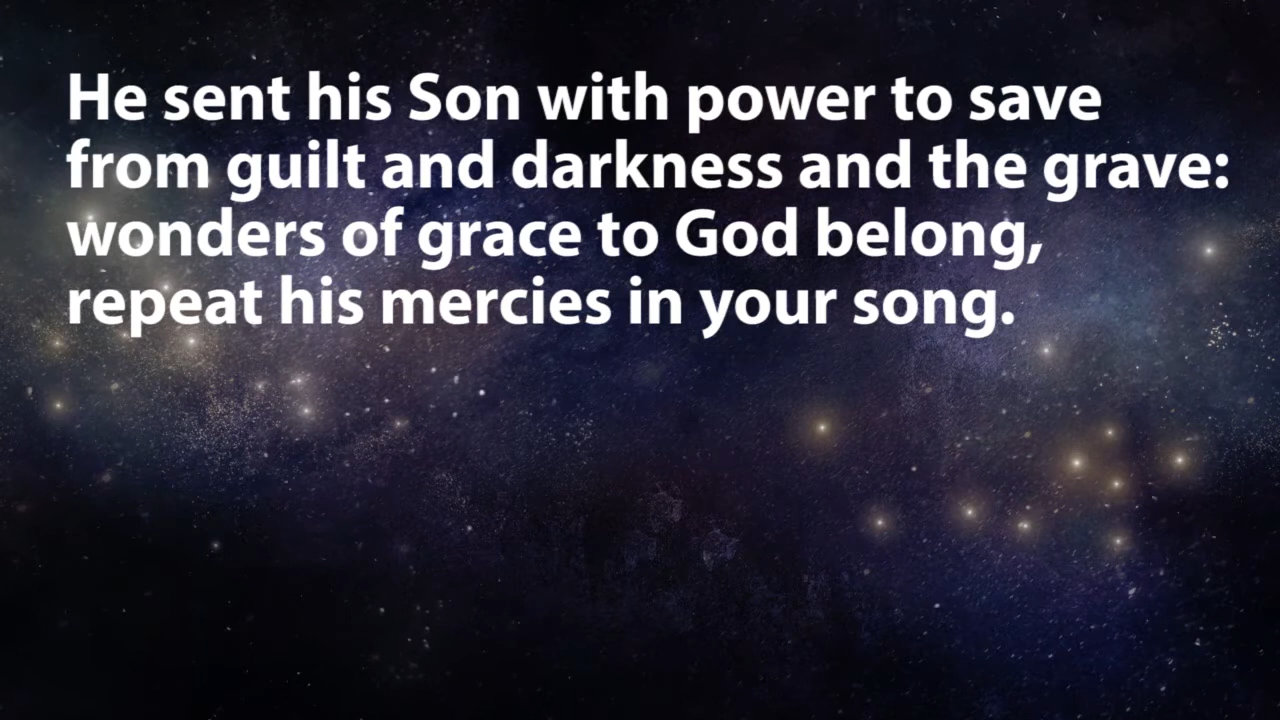 He sent his Son with power to save
from guilt and darkness and the grave:
wonders of grace to God belong,
repeat his mercies in your song.